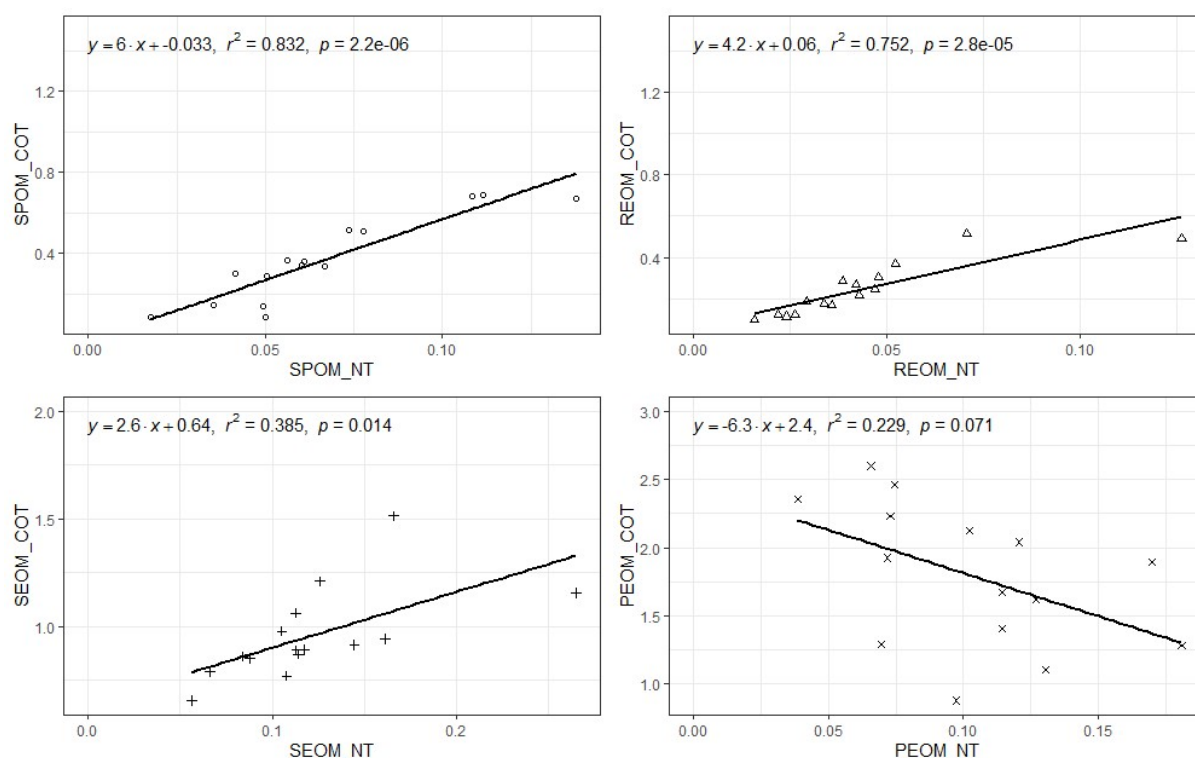 y = 6 · x + -0.033, r² = 0.832, p = 2.2e-06
SPOM_COT
1.2
0.8
0.4
0.00 0.05 0.10
SPOM_NT
y = 4.2 · x + 0.06, r² = 0.752, p = 2.8e-05
REOM_COT
1.2
0.8
0.4
0.00 0.05 0.10
REOM_NT
y = 2.6 · x + 0.64, r² = 0.385, p = 0.014
SEOM_COT
2.0
1.5
1.0
0.0 0.1 0.2
SEOM_NT
y = -6.3 · x + 2.4, r² = 0.229, p = 0.071
PEOM_COT
3.0
2.5
2.0
1.5
1.0
0.00 0.05 0.10 0.15
PEOM_NT